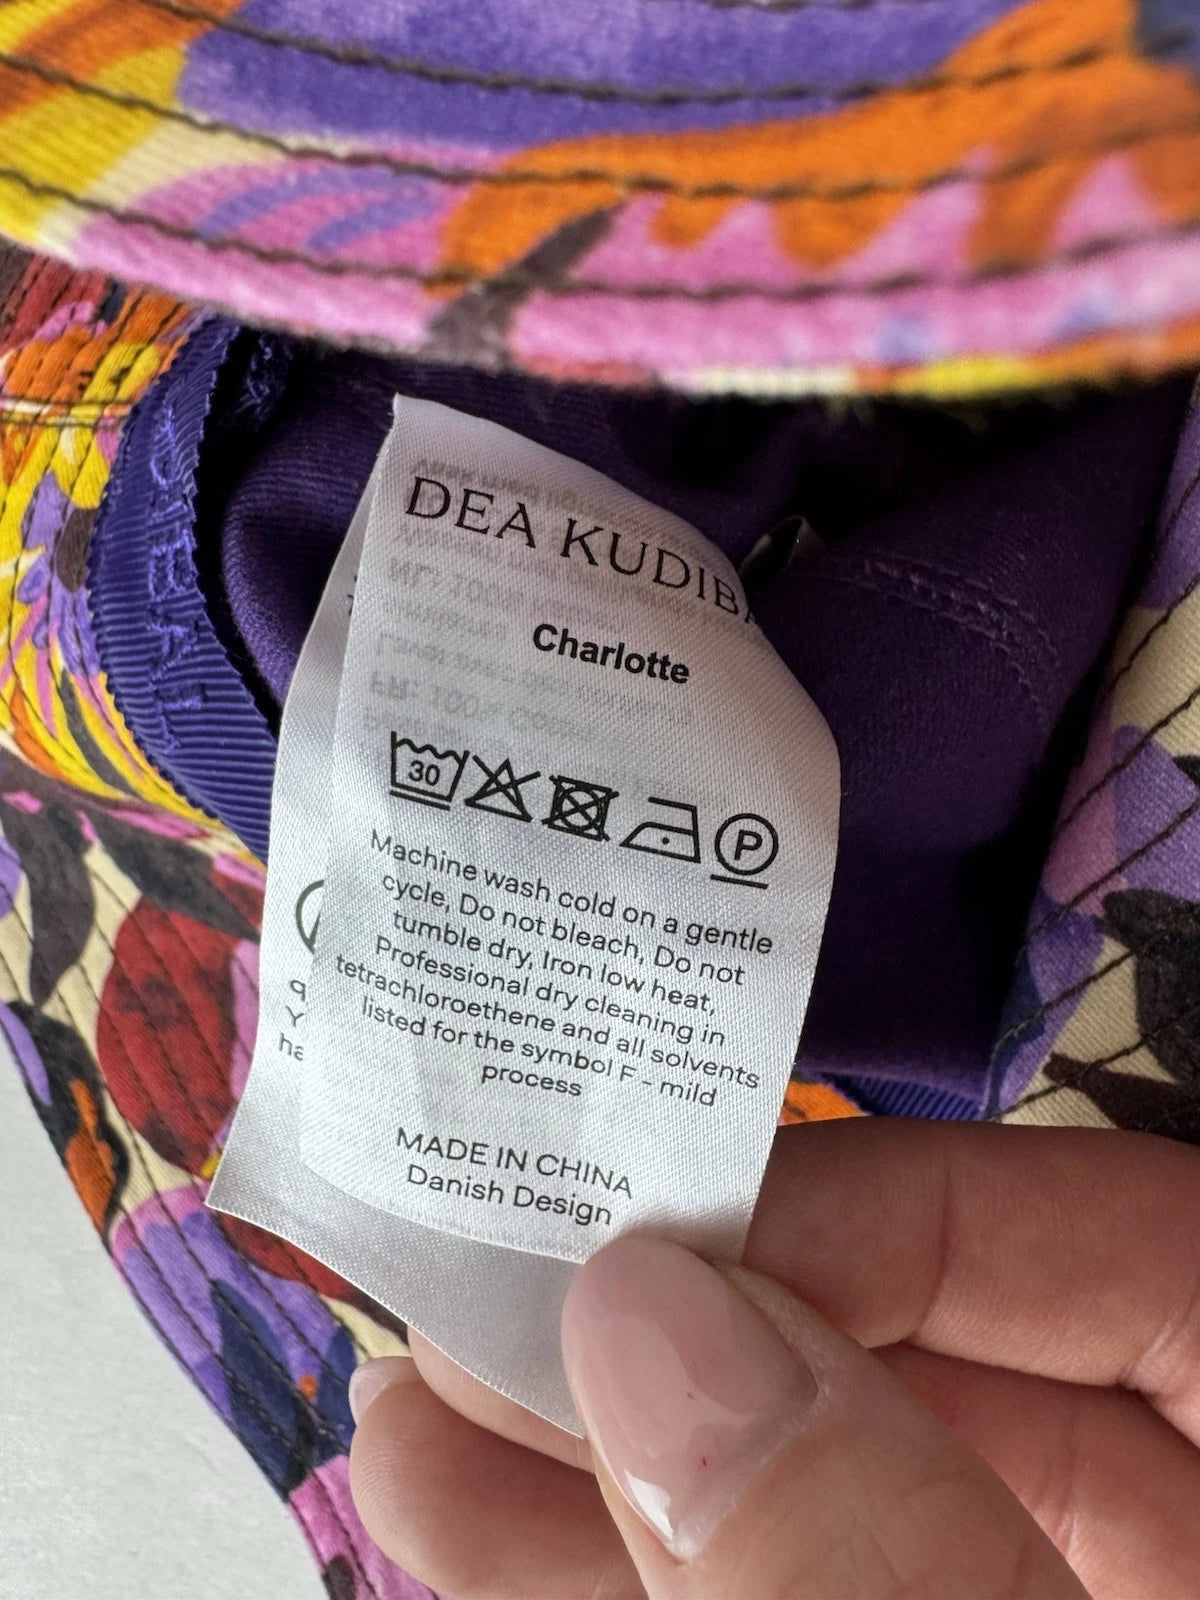 DEA KUDIBA
Charlotte
30
P
Machine wash cold on a gentle
cycle, Do not bleach, Do not
tumble dry, Iron low heat,
Professional dry cleaning in
tetrachloroethene and all solvents
listed for the symbol F - mild
process
MADE IN CHINA
Danish Design
q
Y
ha